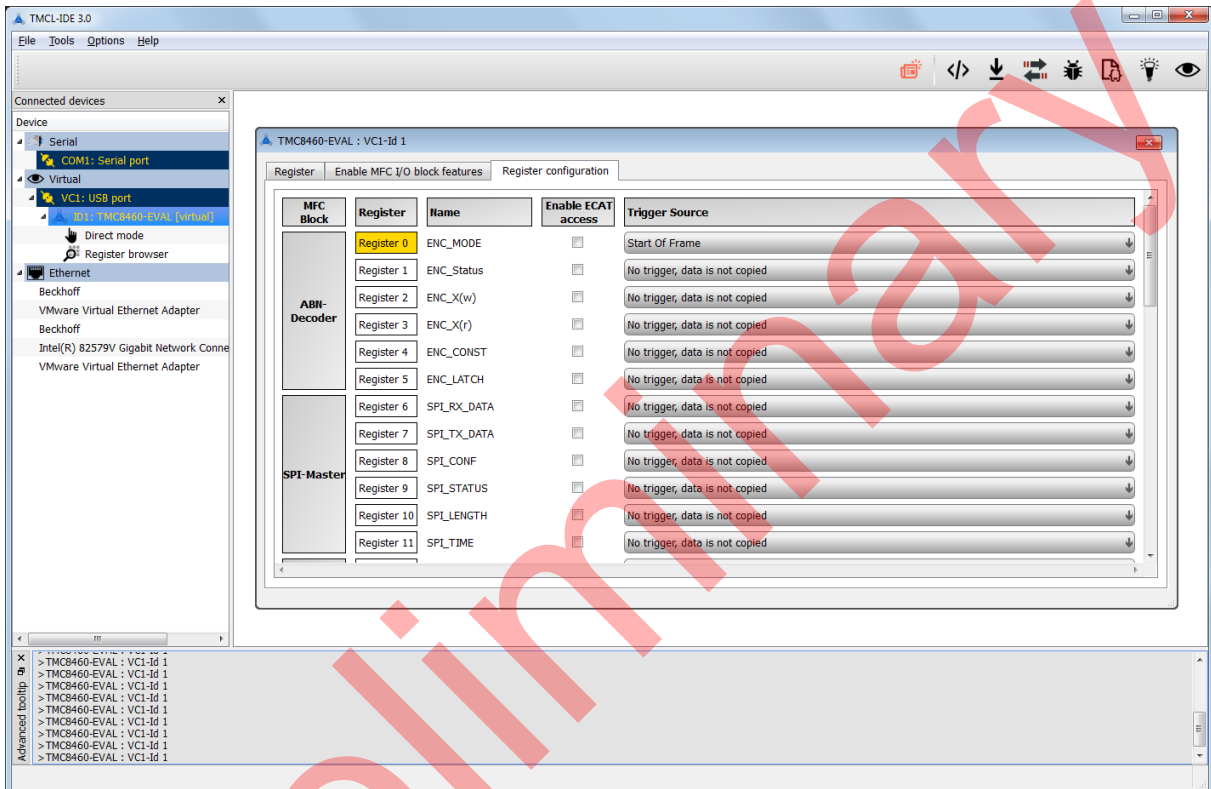 TMCL-IDE 3.0
File Tools Options Help
Connected devices
Device
Serial
COM1: Serial port
Virtual
VC1: USB port
ID1: TMC8460-EVAL [virtual]
Direct mode
Register browser
Ethernet
Beckhoff
VMware Virtual Ethernet Adapter
Beckhoff
Intel(R) 82579V Gigabit Network Conne
VMware Virtual Ethernet Adapter
TMC8460-EVAL : VC1-Id 1
Register Enable MFC I/O block features Register configuration
MFC Block Register Name Enable ECAT access Trigger Source
ABN-Decoder
Register 0 ENC_MODE Start Of Frame
Register 1 ENC_Status No trigger, data is not copied
Register 2 ENC_X(w) No trigger, data is not copied
Register 3 ENC_X(r) No trigger, data is not copied
Register 4 ENC_CONST No trigger, data is not copied
Register 5 ENC_LATCH No trigger, data is not copied
SPI-Master
Register 6 SPI_RX_DATA No trigger, data is not copied
Register 7 SPI_TX_DATA No trigger, data is not copied
Register 8 SPI_CONF No trigger, data is not copied
Register 9 SPI_STATUS No trigger, data is not copied
Register 10 SPI_LENGTH No trigger, data is not copied
Register 11 SPI_TIME No trigger, data is not copied
Advanced tooltip
>TMC8460-EVAL : VC1-Id 1
>TMC8460-EVAL : VC1-Id 1
>TMC8460-EVAL : VC1-Id 1
>TMC8460-EVAL : VC1-Id 1
>TMC8460-EVAL : VC1-Id 1
>TMC8460-EVAL : VC1-Id 1
>TMC8460-EVAL : VC1-Id 1
>TMC8460-EVAL : VC1-Id 1
>TMC8460-EVAL : VC1-Id 1
liminary